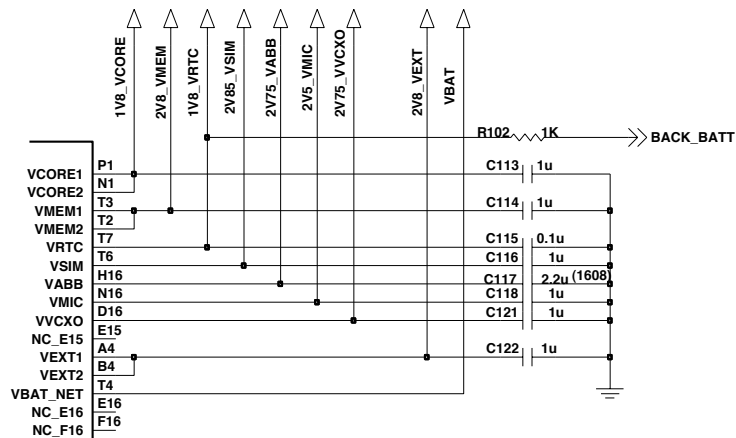 1V8_VCORE
2V8_VMEM
1V8_VRTC
2V85_VSIM
2V75_VABB
2V5_VMIC
2V75_VVCXO
2V8_VEXT
VBAT
R102 1K BACK_BATT
VCORE1 P1 C113 1u
VCORE2 N1
VMEM1 T3 C114 1u
VMEM2 T2
VRTC T7 C115 0.1u
VSIM T6 C116 1u
VABB H16 C117 2.2u (1608)
VMIC N16 C118 1u
VVCXO D16 C121 1u
NC_E15 E15
VEXT1 A4 C122 1u
VEXT2 B4
VBAT_NET T4
NC_E16 E16
NC_F16 F16